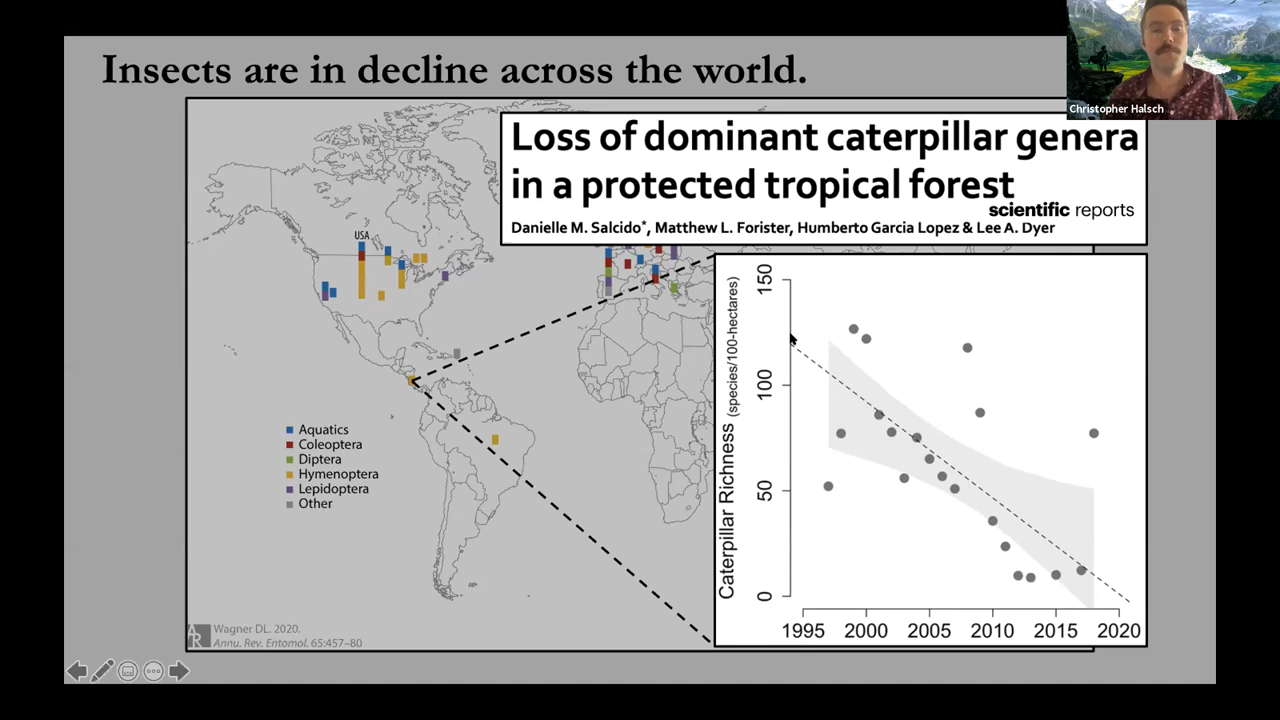 Christopher Halsch
Insects are in decline across the world.
Loss of dominant caterpillar genera
in a protected tropical forest
scientific reports
Danielle M. Salcido*, Matthew L. Forister, Humberto Garcia Lopez & Lee A. Dyer
USA
Aquatics
Coleoptera
Diptera
Hymenoptera
Lepidoptera
Other
AR
Wagner DL. 2020.
Annu. Rev. Entomol. 65:457–80
Caterpillar Richness (species/100-hectares)
150
100
50
0
1995 2000 2005 2010 2015 2020